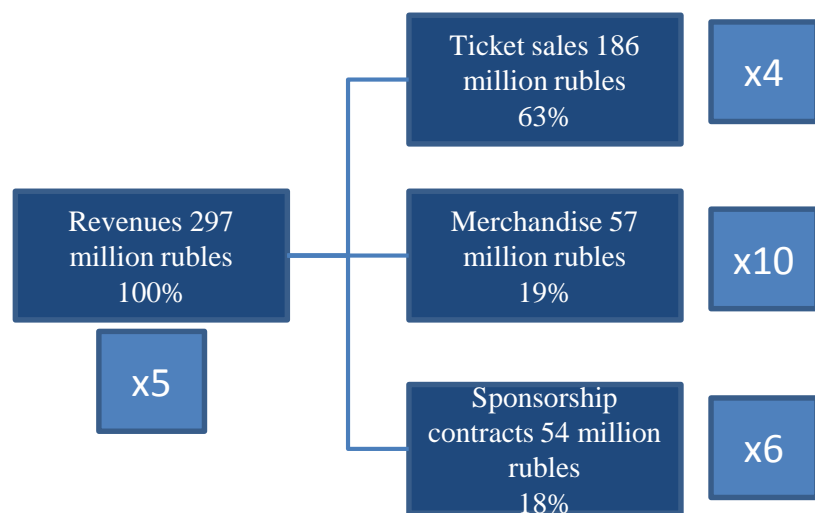 Ticket sales 186
million rubles
63%
x4
Revenues 297
million rubles
100%
x5
Merchandise 57
million rubles
19%
x10
Sponsorship
contracts 54 million
rubles
18%
x6